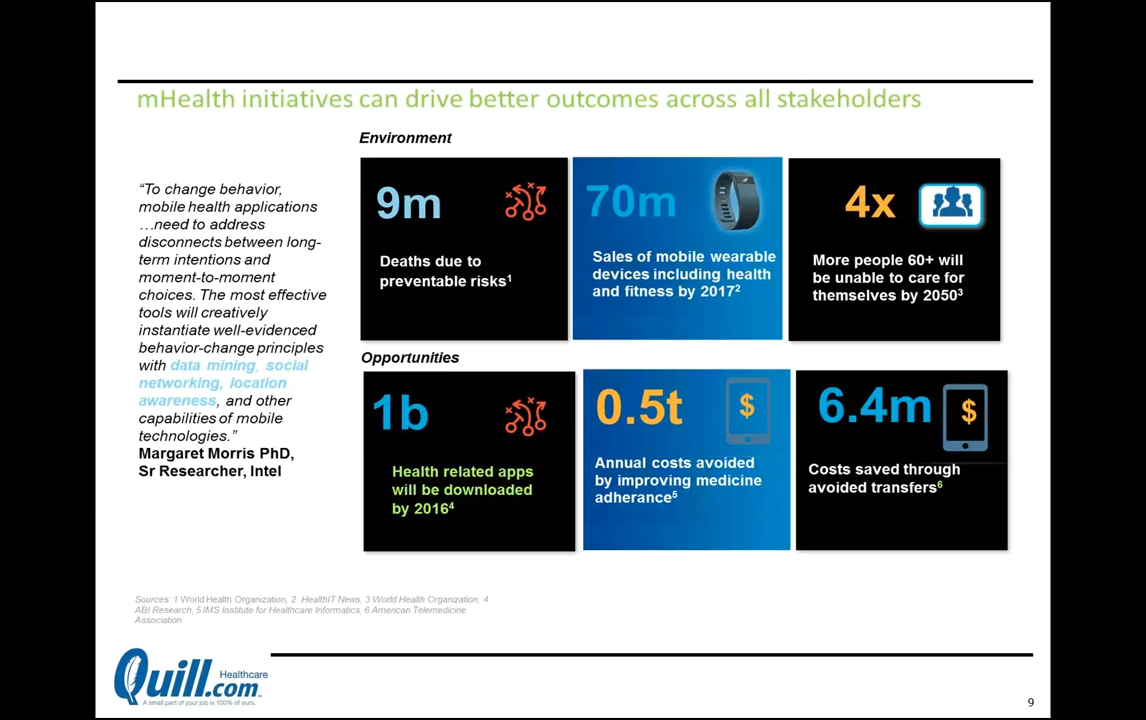 mHealth initiatives can drive better outcomes across all stakeholders
“To change behavior,
mobile health applications
…need to address
disconnects between long-
term intentions and
moment-to-moment
choices. The most effective
tools will creatively
instantiate well-evidenced
behavior-change principles
with data mining, social
networking, location
awareness, and other
capabilities of mobile
technologies.”
Margaret Morris PhD,
Sr Researcher, Intel
Environment
9m
Deaths due to
preventable risks1
70m
Sales of mobile wearable
devices including health
and fitness by 20172
4x
More people 60+ will
be unable to care for
themselves by 20503
Opportunities
1b
Health related apps
will be downloaded
by 20164
0.5t
$
Annual costs avoided
by improving medicine
adherance5
6.4m
$
Costs saved through
avoided transfers6
Sources: 1 World Health Organization, 2 HealthIT News, 3 World Health Organization, 4
ABI Research, 5 IMS Institute for Healthcare Informatics, 6 American Telemedicine
Association
Healthcare
Quill.com
A small part of your job is 100% of ours.
9